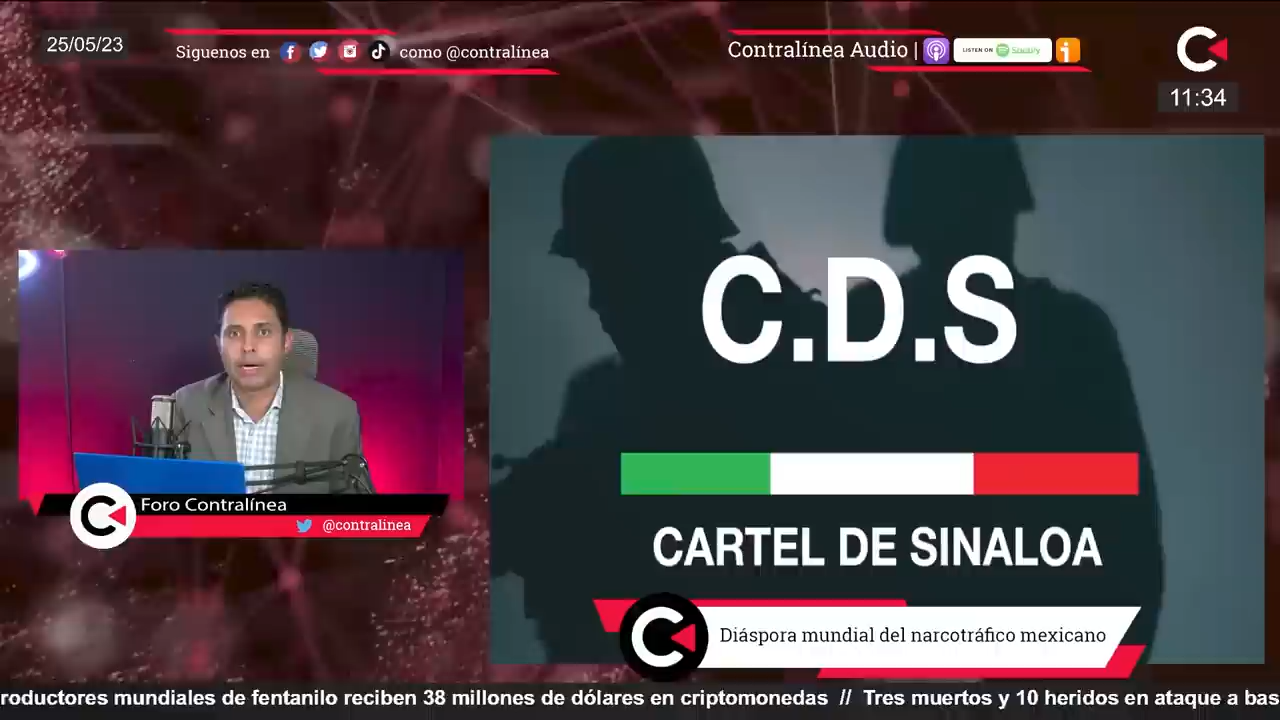 25/05/23
Siguenos en
como @contralínea
Contralínea Audio |
LISTEN ON
Spotify
11:34
C.D.S
CARTEL DE SINALOA
Foro Contralínea
@contralinea
Diáspora mundial del narcotráfico mexicano
roductores mundiales de fentanilo reciben 38 millones de dólares en criptomonedas // Tres muertos y 10 heridos en ataque a bas